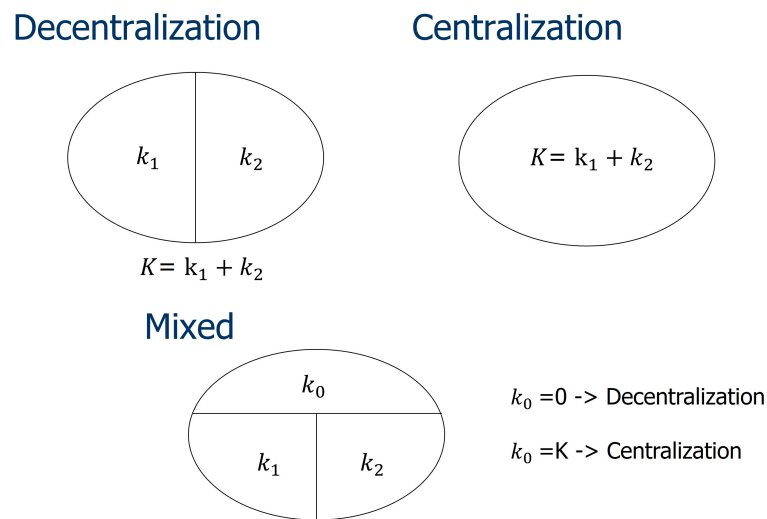 Decentralization
Centralization
k₁
k₂
K= k₁ + k₂
K= k₁ + k₂
Mixed
k₀
k₁
k₂
k₀ =0 -> Decentralization
k₀ =K -> Centralization